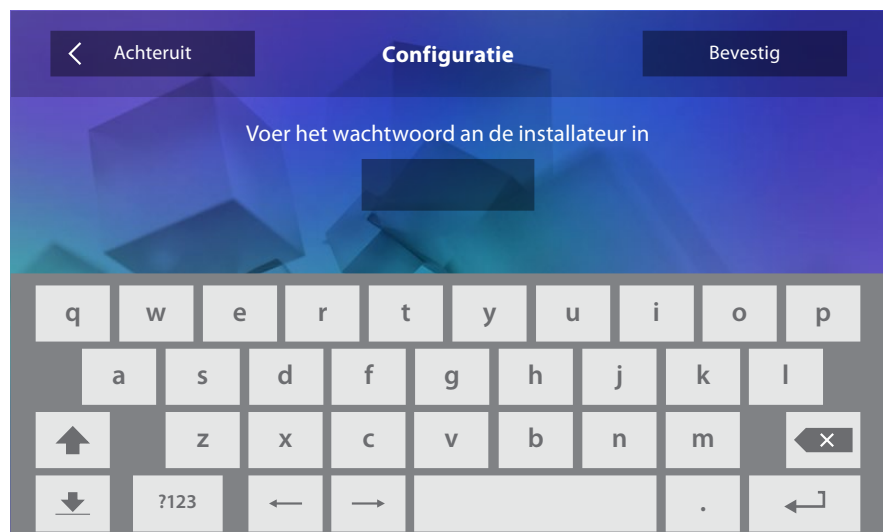 Achteruit Configuratie Bevestig
Voer het wachtwoord an de installateur in
q w e r t y u i o p
a s d f g h j k l
z x c v b n m
?123 .